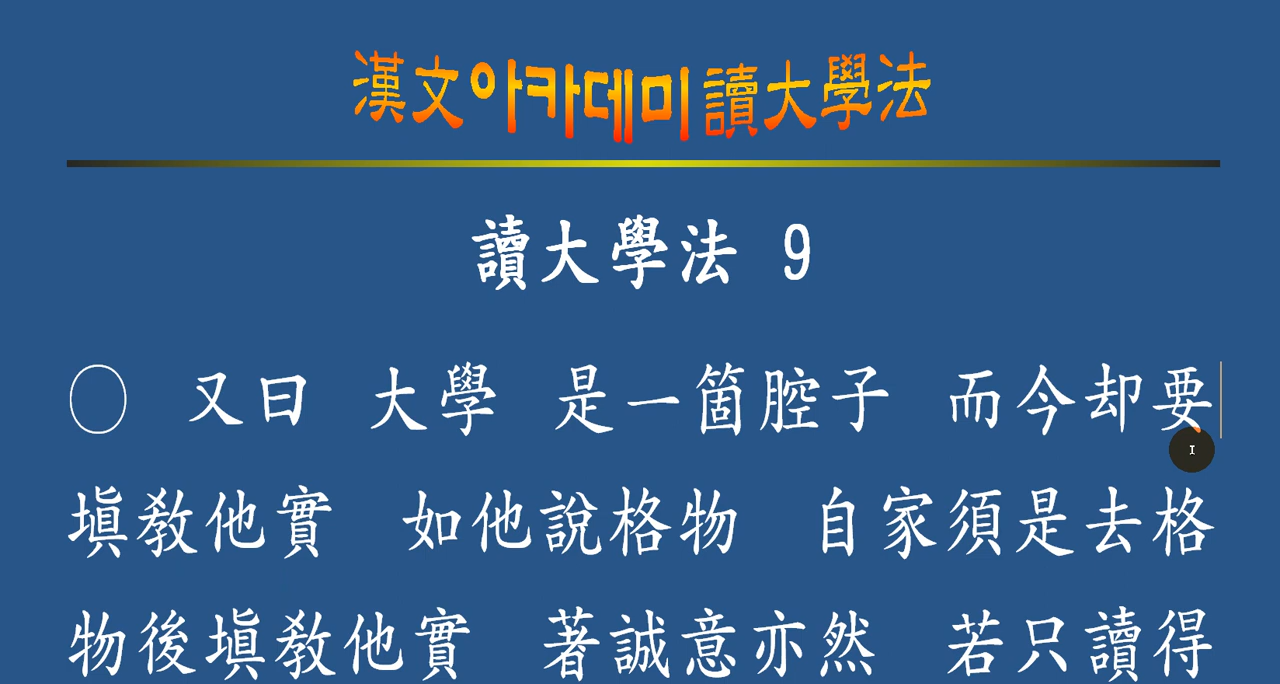 漢文아카데미讀大學法
讀大學法 9
○ 又曰 大學 是一箇腔子 而今却要
塡敎他實 如他說格物 自家須是去格
物後塡敎他實 著誠意亦然 若只讀得